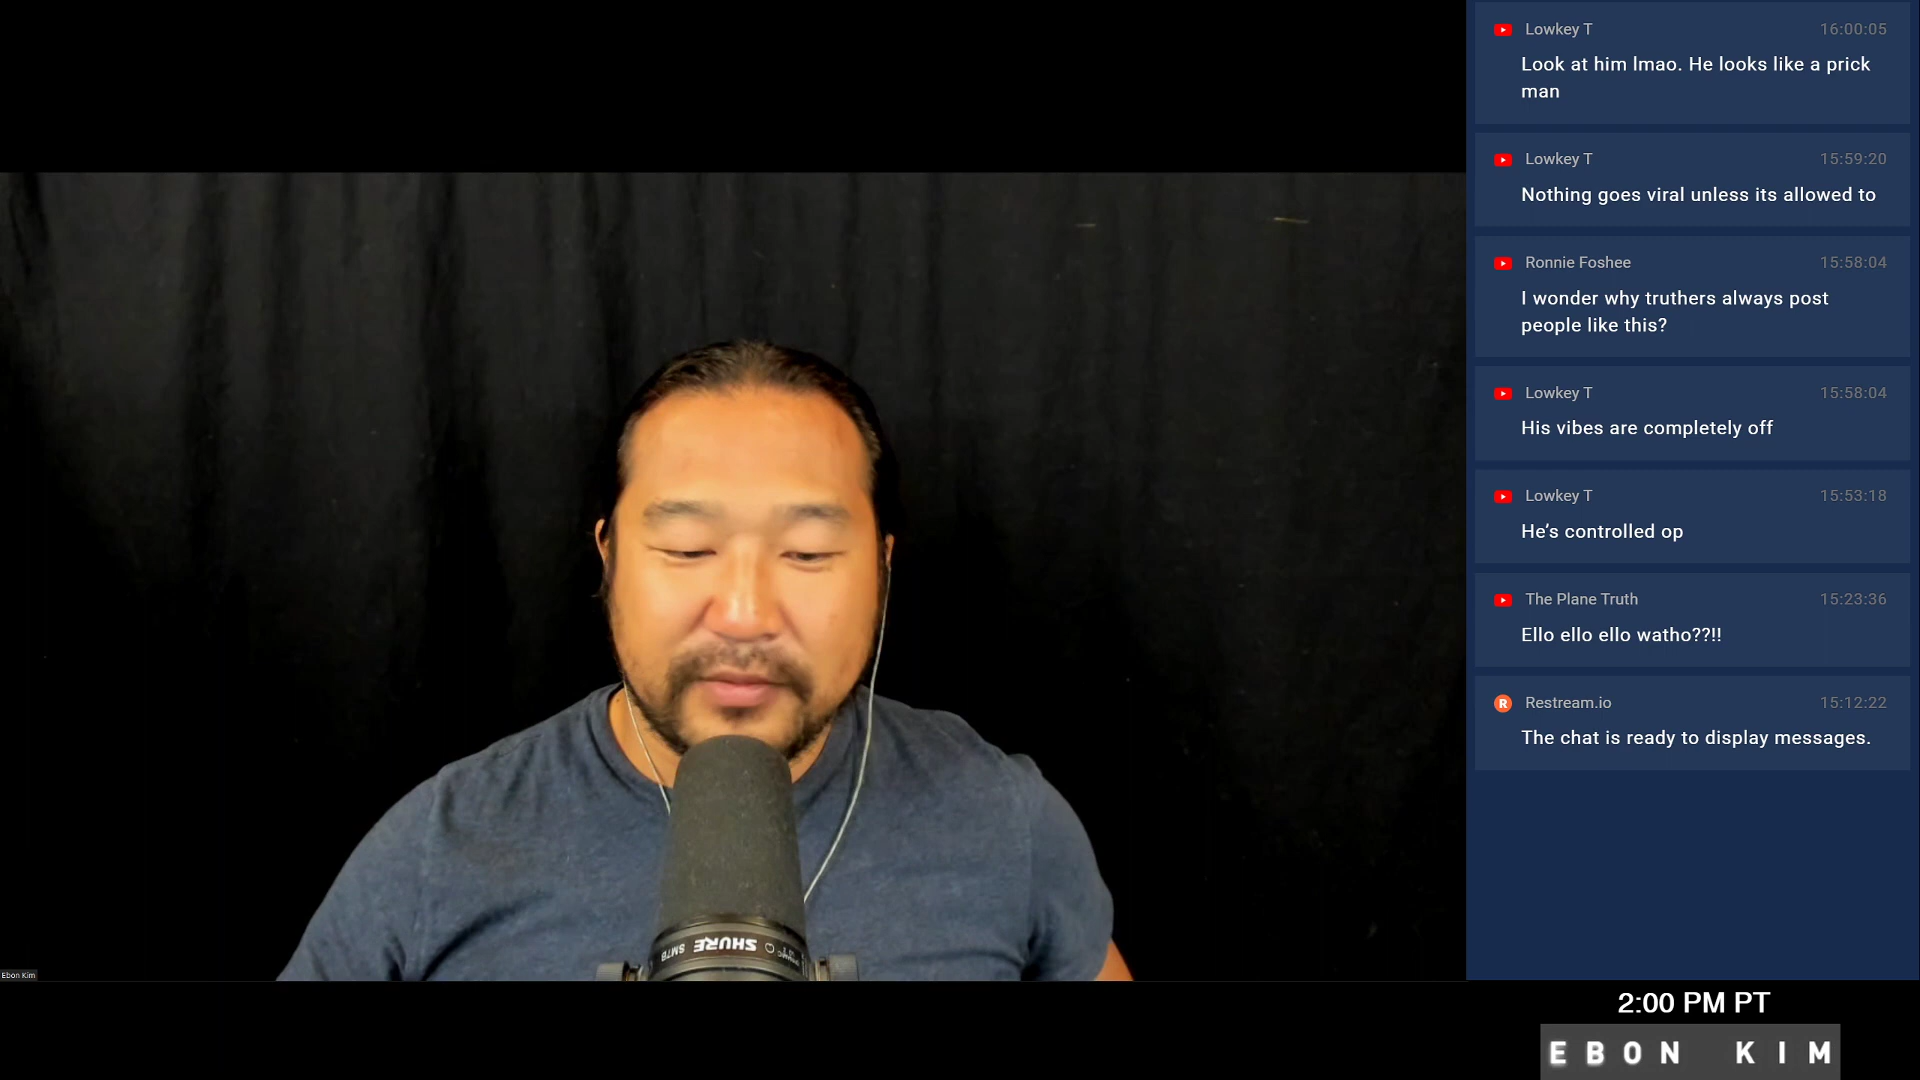 Lowkey T 16:00:05
Look at him lmao. He looks like a prick
man
Lowkey T 15:59:20
Nothing goes viral unless its allowed to
Ronnie Foshee 15:58:04
I wonder why truthers always post
people like this?
Lowkey T 15:58:04
His vibes are completely off
Lowkey T 15:53:18
He’s controlled op
The Plane Truth 15:23:36
Ello ello ello watho??!!
R Restream.io 15:12:22
The chat is ready to display messages.
SM7B SHURE
Ebon Kim
2:00 PM PT
EBON KIM